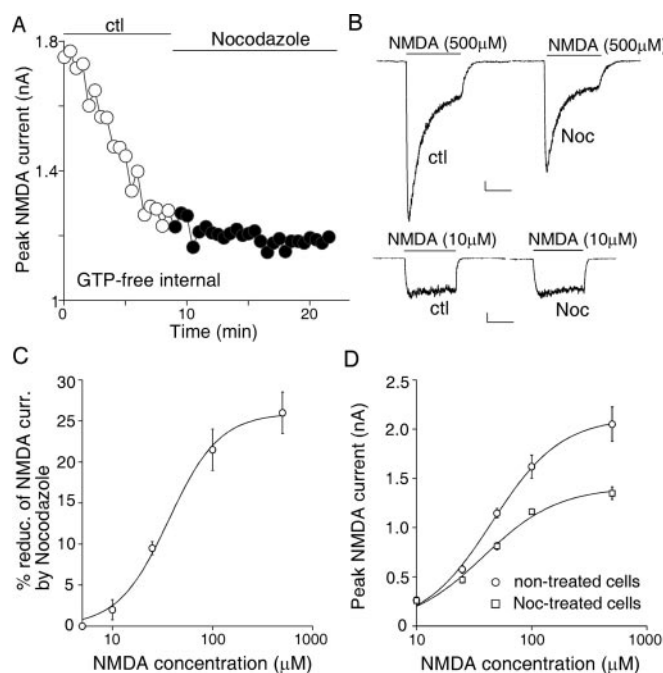 A
ctl
Nocodazole
Peak NMDA current (nA)
1.8
1.4
1
GTP-free internal
0
10
20
Time (min)
B
NMDA (500μM)
NMDA (500μM)
ctl
Noc
NMDA (10μM)
NMDA (10μM)
ctl
Noc
C
% reduc. of NMDA curr.
by Nocodazole
30
25
20
15
10
5
0
10
100
1000
NMDA concentration (μM)
D
Peak NMDA current (nA)
2.5
2.0
1.5
1.0
0.5
0
non-treated cells
Noc-treated cells
10
100
1000
NMDA concentration (μM)